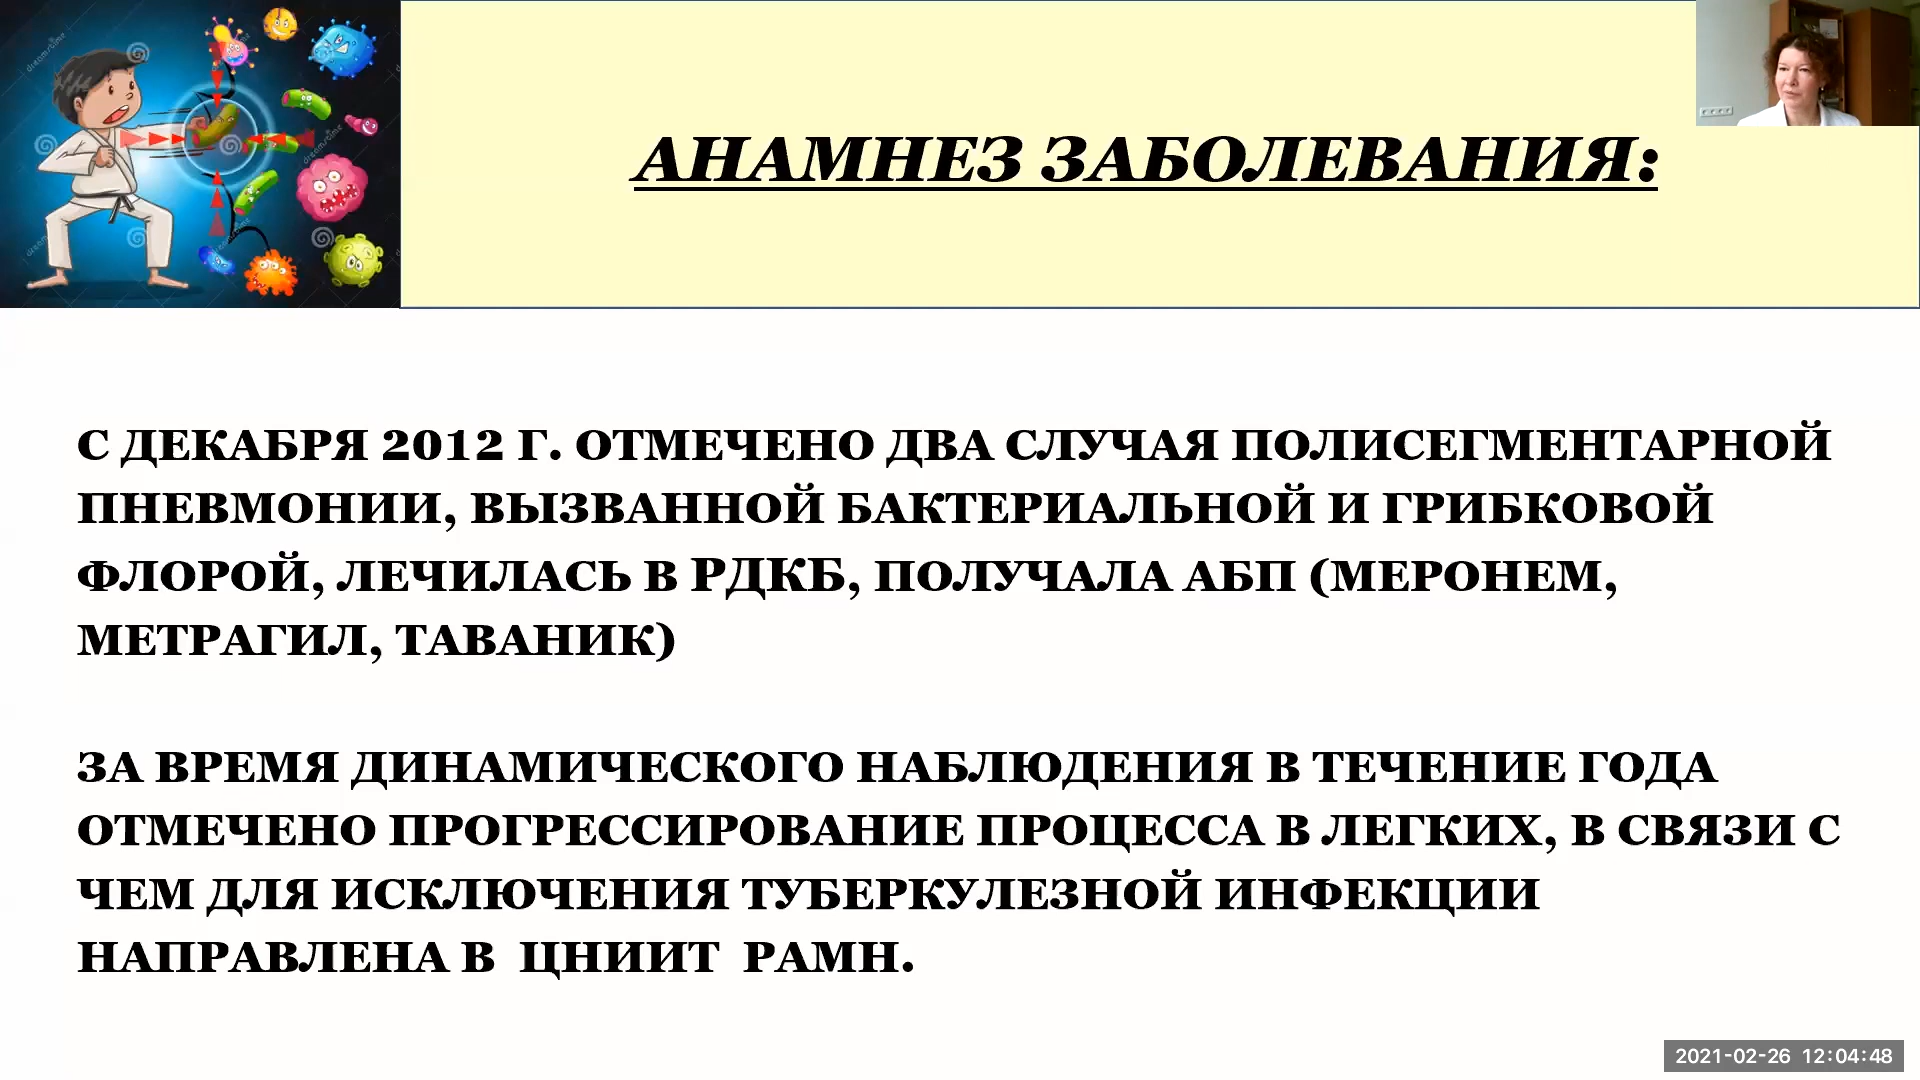 АНАМНЕЗ ЗАБОЛЕВАНИЯ:
С ДЕКАБРЯ 2012 Г. ОТМЕЧЕНО ДВА СЛУЧАЯ ПОЛИСЕГМЕНТАРНОЙ
ПНЕВМОНИИ, ВЫЗВАННОЙ БАКТЕРИАЛЬНОЙ И ГРИБКОВОЙ
ФЛОРОЙ, ЛЕЧИЛАСЬ В РДКБ, ПОЛУЧАЛА АБП (МЕРОНЕМ,
МЕТРАГИЛ, ТАВАНИК)
ЗА ВРЕМЯ ДИНАМИЧЕСКОГО НАБЛЮДЕНИЯ В ТЕЧЕНИЕ ГОДА
ОТМЕЧЕНО ПРОГРЕССИРОВАНИЕ ПРОЦЕССА В ЛЕГКИХ, В СВЯЗИ С
ЧЕМ ДЛЯ ИСКЛЮЧЕНИЯ ТУБЕРКУЛЕЗНОЙ ИНФЕКЦИИ
НАПРАВЛЕНА В ЦНИИТ РАМН.
2021-02-26 12:04:48